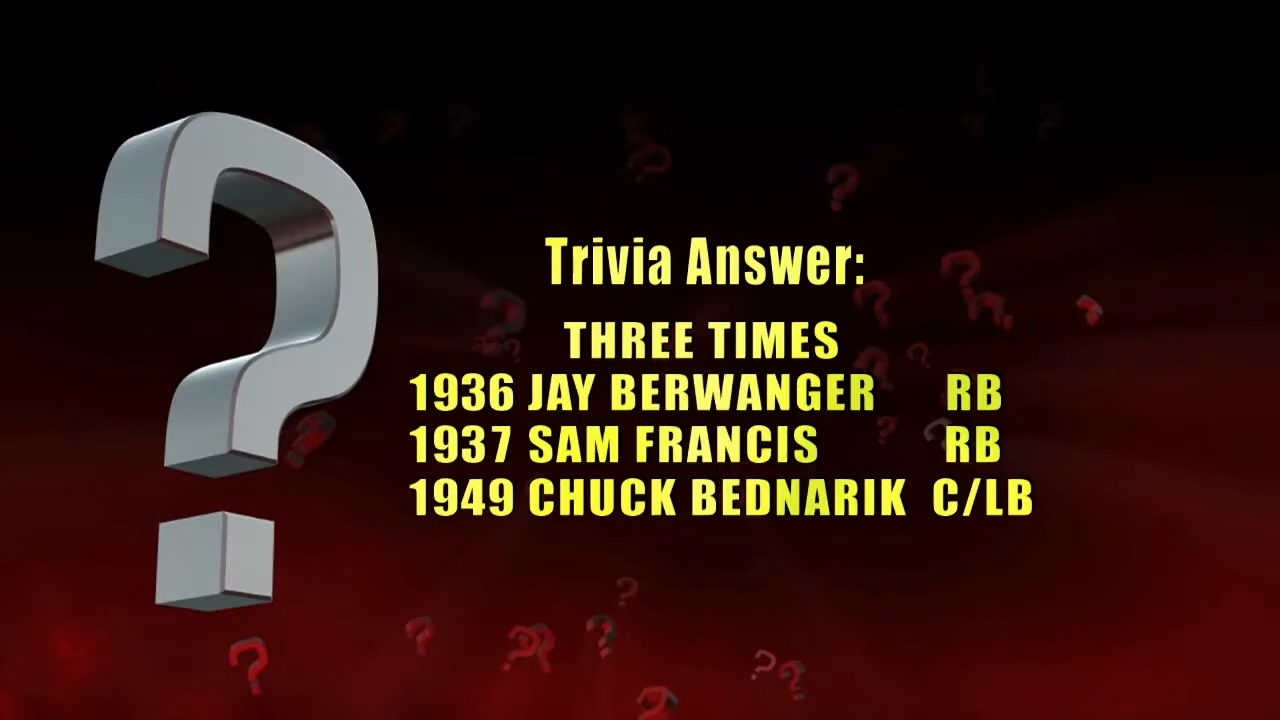 Trivia Answer:
THREE TIMES
1936 JAY BERWANGER RB
1937 SAM FRANCIS RB
1949 CHUCK BEDNARIK C/LB